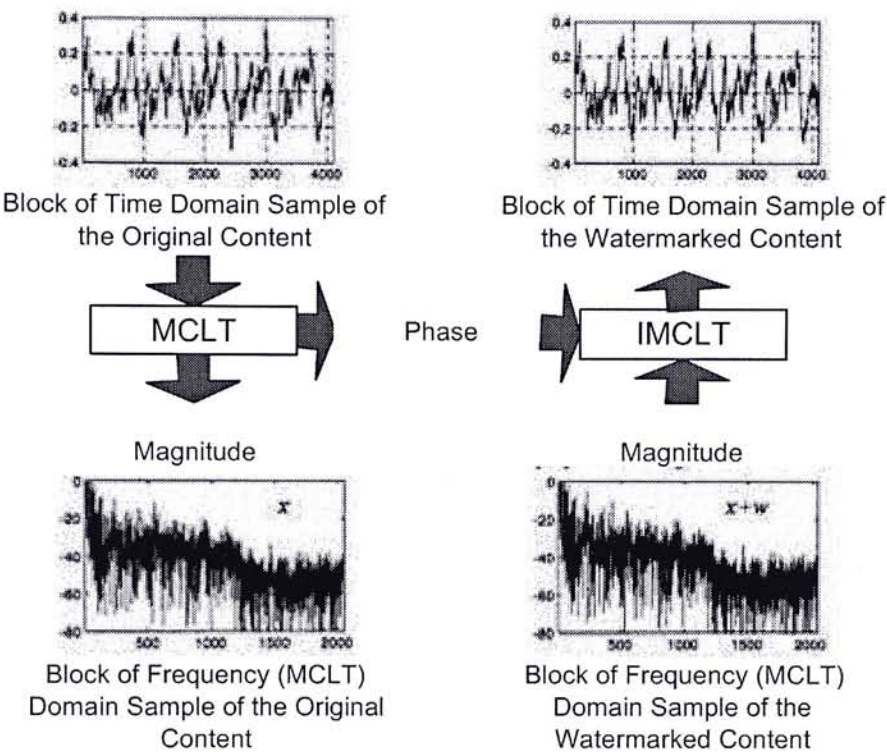 0.4
0.2
0
-0.2
-0.4
1000 2000 3000 4000
Block of Time Domain Sample of
the Original Content
0.4
0.2
0
-0.2
-0.4
1000 2000 3000 4000
Block of Time Domain Sample of
the Watermarked Content
MCLT
Phase
IMCLT
Magnitude
0
-20
-40
-60
-80
x
500 1000 1500 2000
Block of Frequency (MCLT)
Domain Sample of the Original
Content
Magnitude
0
-20
-40
-60
-80
x+w
500 1000 1500 2000
Block of Frequency (MCLT)
Domain Sample of the
Watermarked Content